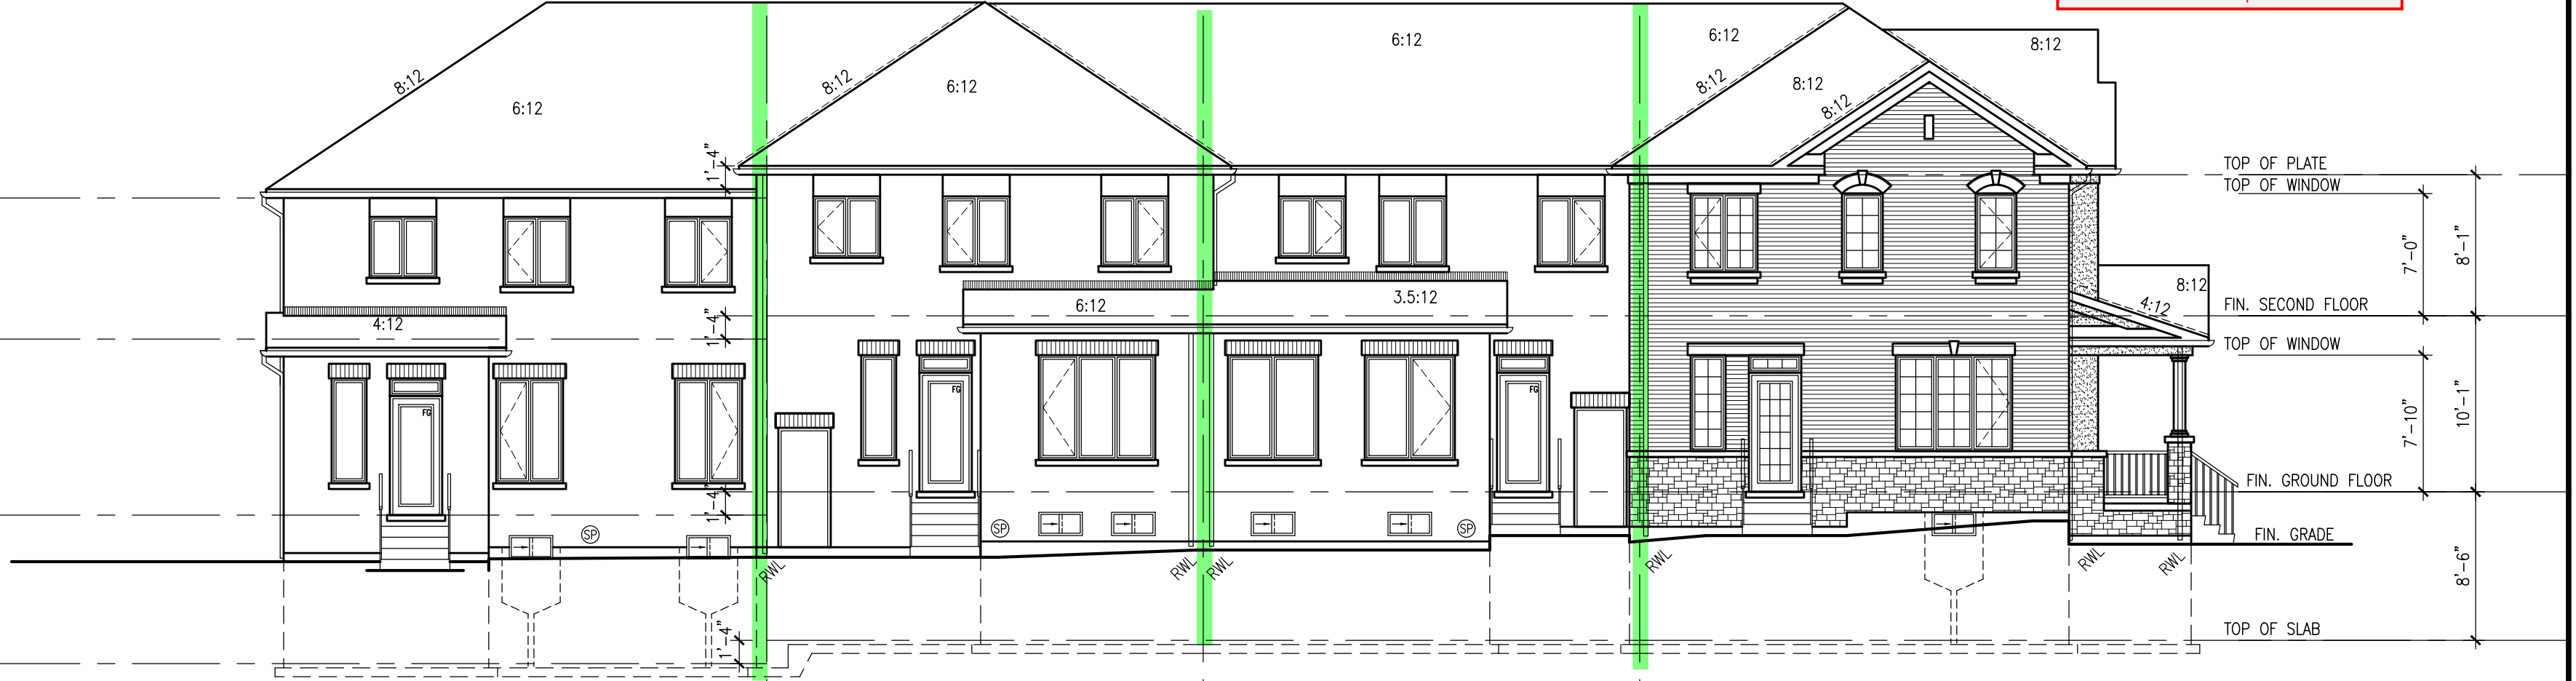 6:12
6:12
8:12
8:12
8:12
8:12
8:12
8:12
6:12
6:12
1'-4"
TOP OF PLATE
TOP OF WINDOW
7'-0"
8'-1"
8:12
6:12
3.5:12
4:12
FIN. SECOND FLOOR
4:12
1'-4"
TOP OF WINDOW
FG
FG
FG
7'-10"
10'-1"
FIN. GROUND FLOOR
1'-4"
SP
SP
SP
FIN. GRADE
RWL
RWL
RWL
RWL
RWL
RWL
8'-6"
TOP OF SLAB
1'-4"